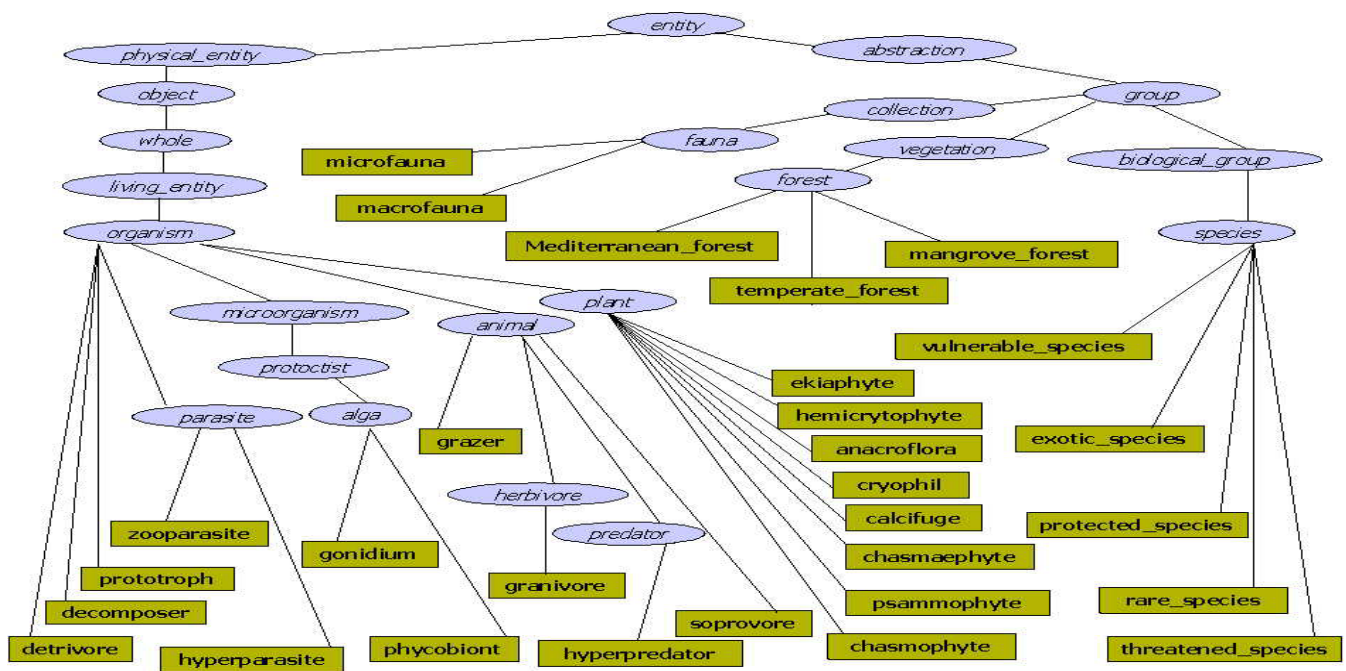 entity
physical_entity
abstraction
object
group
collection
whole
fauna
vegetation
microfauna
biological_group
living_entity
forest
macrofauna
organism
species
Mediterranean_forest
mangrove_forest
temperate_forest
plant
microorganism
animal
vulnerable_species
protoctist
ekiaphyte
parasite
alga
hemicrytophyte
grazer
exotic_species
anacroflora
cryophil
herbivore
calcifuge
protected_species
zooparasite
predator
gonidium
chasmaephyte
prototroph
granivore
decomposer
psammophyte
rare_species
soprovore
detrivore
hyperparasite
phycobiont
hyperpredator
chasmophyte
threatened_species